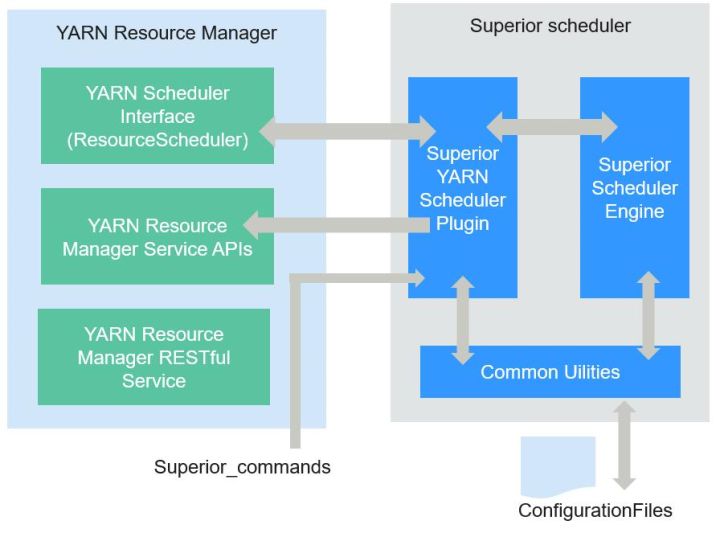 YARN Resource Manager
YARN Scheduler
Interface
(ResourceScheduler)
YARN Resource
Manager Service APIs
YARN Resource
Manager RESTful
Service
Superior scheduler
Superior
YARN
Scheduler
Plugin
Superior
Scheduler
Engine
Common Uilities
Superior_commands
ConfigurationFiles